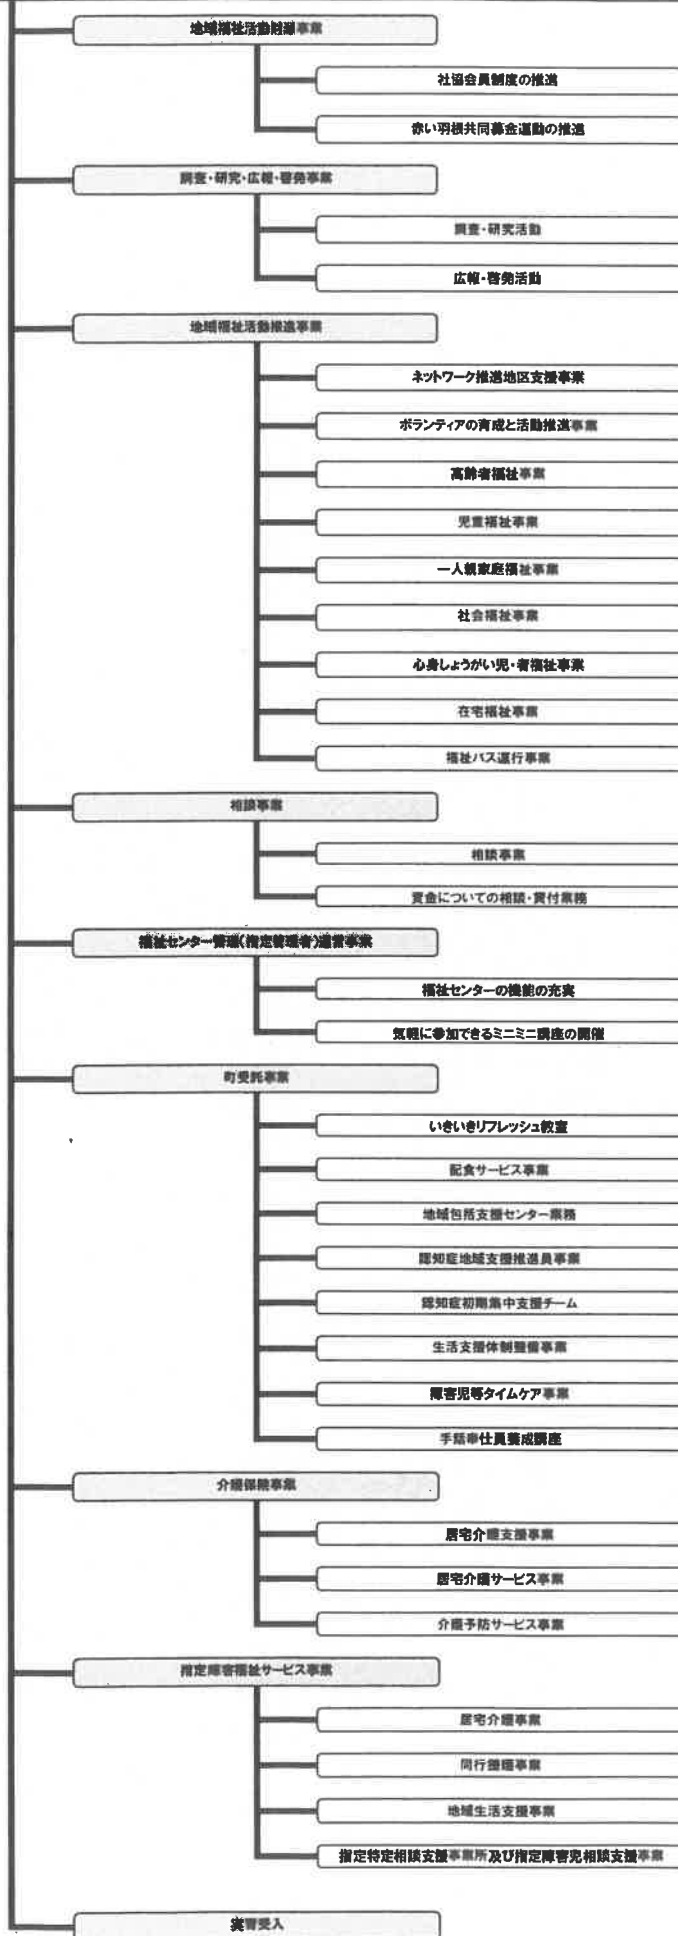 地域福祉活動財源事業
社協会員制度の推進
赤い羽根共同募金運動の推進
調査・研究・広報・啓発事業
調査・研究活動
広報・啓発活動
地域福祉活動推進事業
ネットワーク推進地区支援事業
ボランティアの育成と活動推進事業
高齢者福祉事業
児童福祉事業
一人親家庭福祉事業
社会福祉事業
心身しょうがい児・者福祉事業
在宅福祉事業
福祉バス運行事業
相談事業
相談事業
資金についての相談・貸付業務
福祉センター管理(指定管理者)運営事業
福祉センターの機能の充実
気軽に参加できるミニミニ講座の開催
町受託事業
いきいきリフレッシュ教室
配食サービス事業
地域包括支援センター業務
認知症地域支援推進員事業
認知症初期集中支援チーム
生活支援体制整備事業
障害児等タイムケア事業
手話奉仕員養成講座
介護保険事業
居宅介護支援事業
居宅介護サービス事業
介護予防サービス事業
指定障害福祉サービス事業
居宅介護事業
同行援護事業
地域生活支援事業
指定特定相談支援事業所及び指定障害児相談支援事業
実習受入